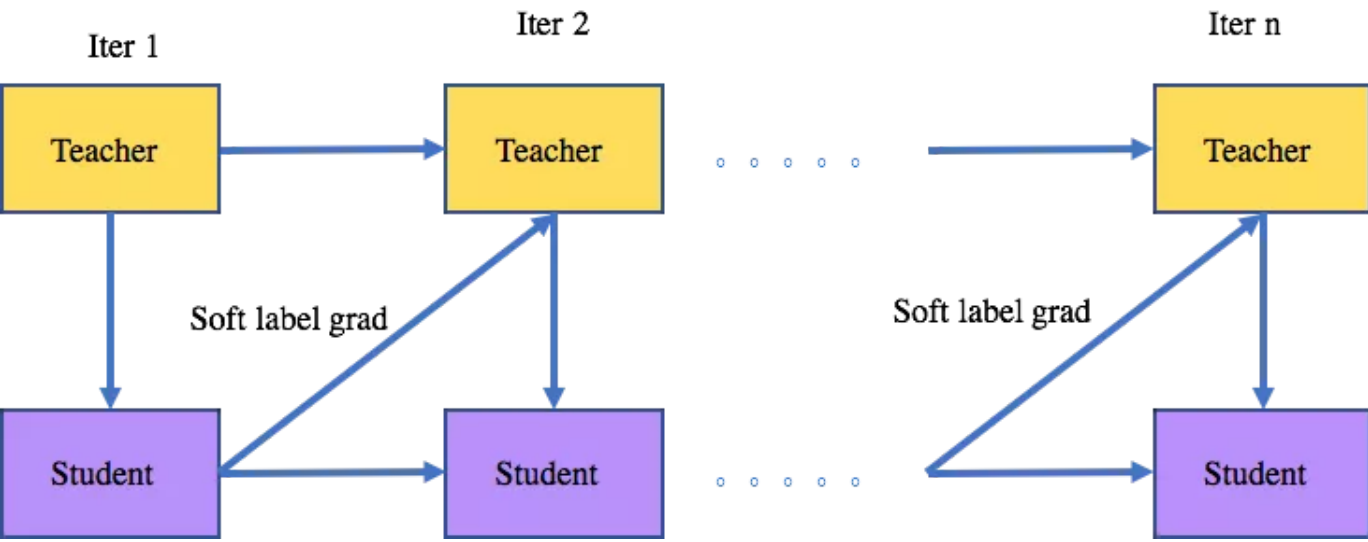 Iter 1
Iter 2
Iter n
Teacher
Teacher
Teacher
Soft label grad
Soft label grad
Student
Student
Student